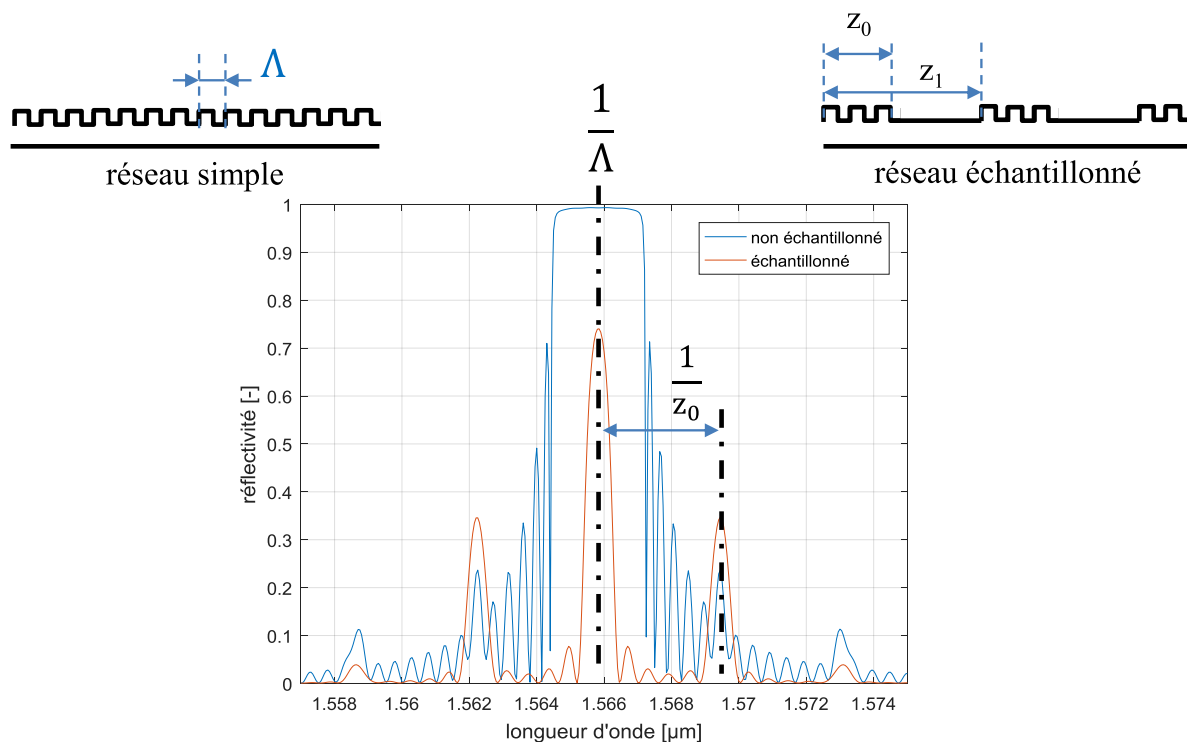 Λ
réseau simple
z₀
z₁
réseau échantillonné
1
Λ
non échantillonné
échantillonné
1
z₀
réflectivité [-]
1
0.9
0.8
0.7
0.6
0.5
0.4
0.3
0.2
0.1
0
1.558 1.56 1.562 1.564 1.566 1.568 1.57 1.572 1.574
longueur d'onde [µm]